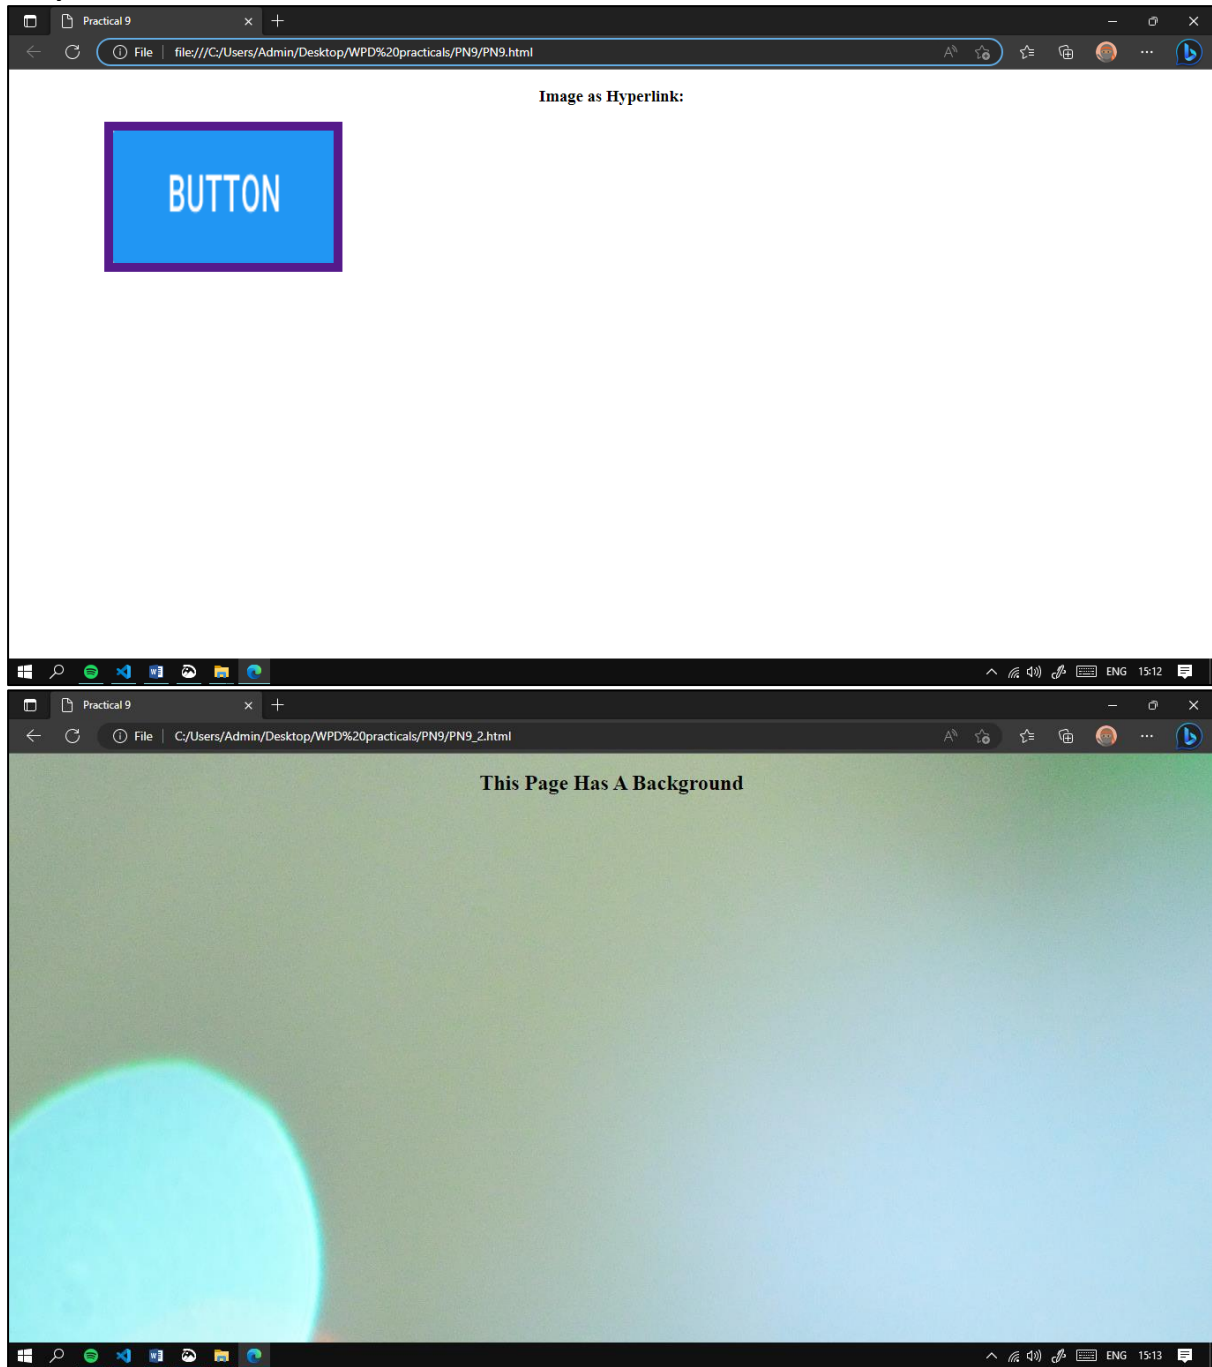 Practical 9
File | file:///C:/Users/Admin/Desktop/WPD%20practicals/PN9/PN9.html
Image as Hyperlink:
BUTTON
ENG 15:12
Practical 9
File | C:/Users/Admin/Desktop/WPD%20practicals/PN9/PN9_2.html
This Page Has A Background
ENG 15:13